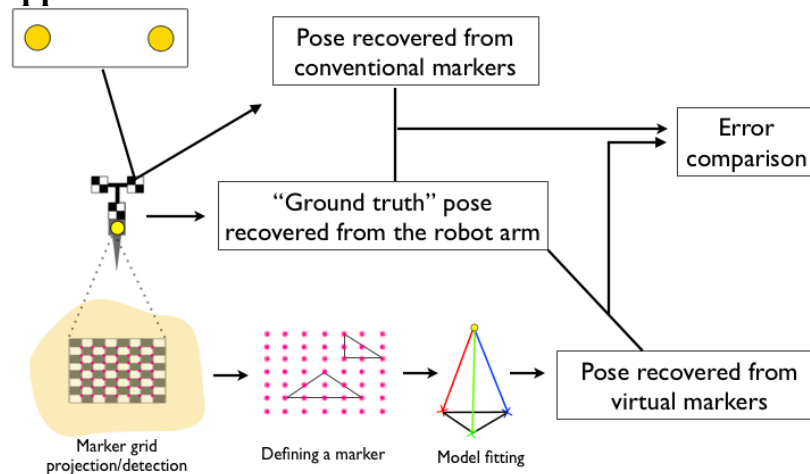 Pose recovered from
conventional markers
Error
comparison
“Ground truth” pose
recovered from the robot arm
Pose recovered from
virtual markers
Marker grid
projection/detection
Defining a marker
Model fitting